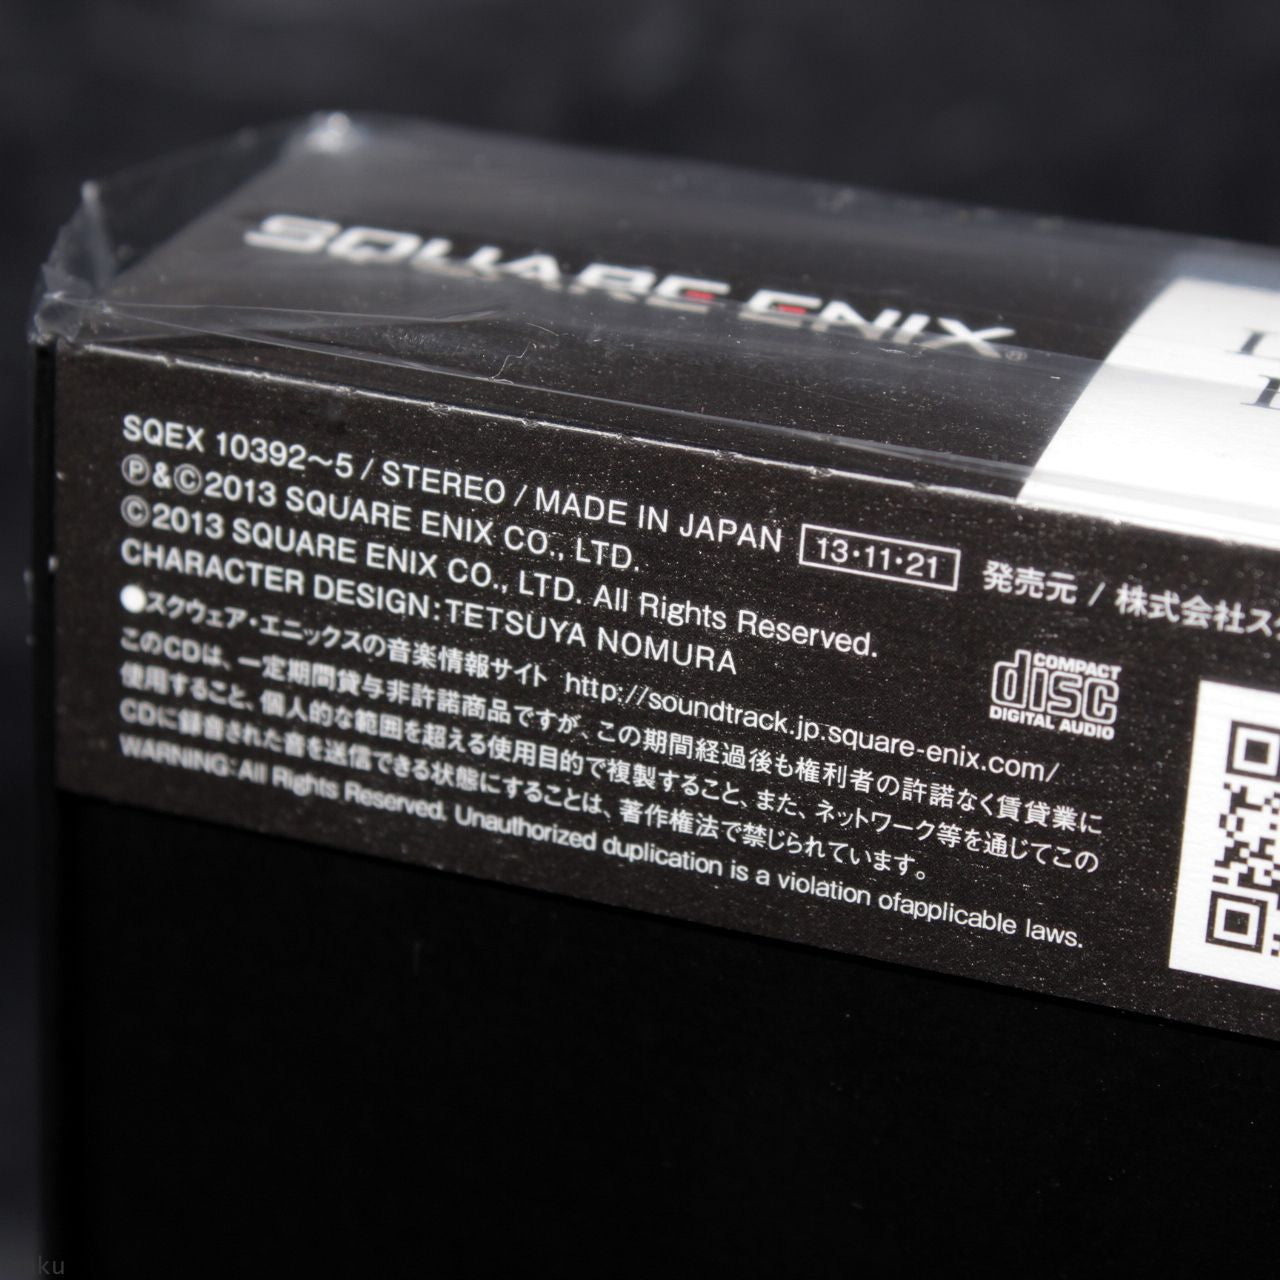 SQUARE ENIX®
SQEX 10392～5 / STEREO / MADE IN JAPAN 13・11・21 発売元 / 株式会社ス
Ⓟ&©2013 SQUARE ENIX CO., LTD.
©2013 SQUARE ENIX CO., LTD. All Rights Reserved.
CHARACTER DESIGN:TETSUYA NOMURA
●スクウェア・エニックスの音楽情報サイト http://soundtrack.jp.square-enix.com/
このCDは、一定期間貸与非許諾商品ですが、この期間経過後も権利者の許諾なく賃貸業に
使用すること、個人的な範囲を超える使用目的で複製すること、また、ネットワーク等を通じてこの
CDに録音された音を送信できる状態にすることは、著作権法で禁じられています。
WARNING:All Rights Reserved. Unauthorized duplication is a violation ofapplicable laws.
COMPACT
disc
DIGITAL AUDIO